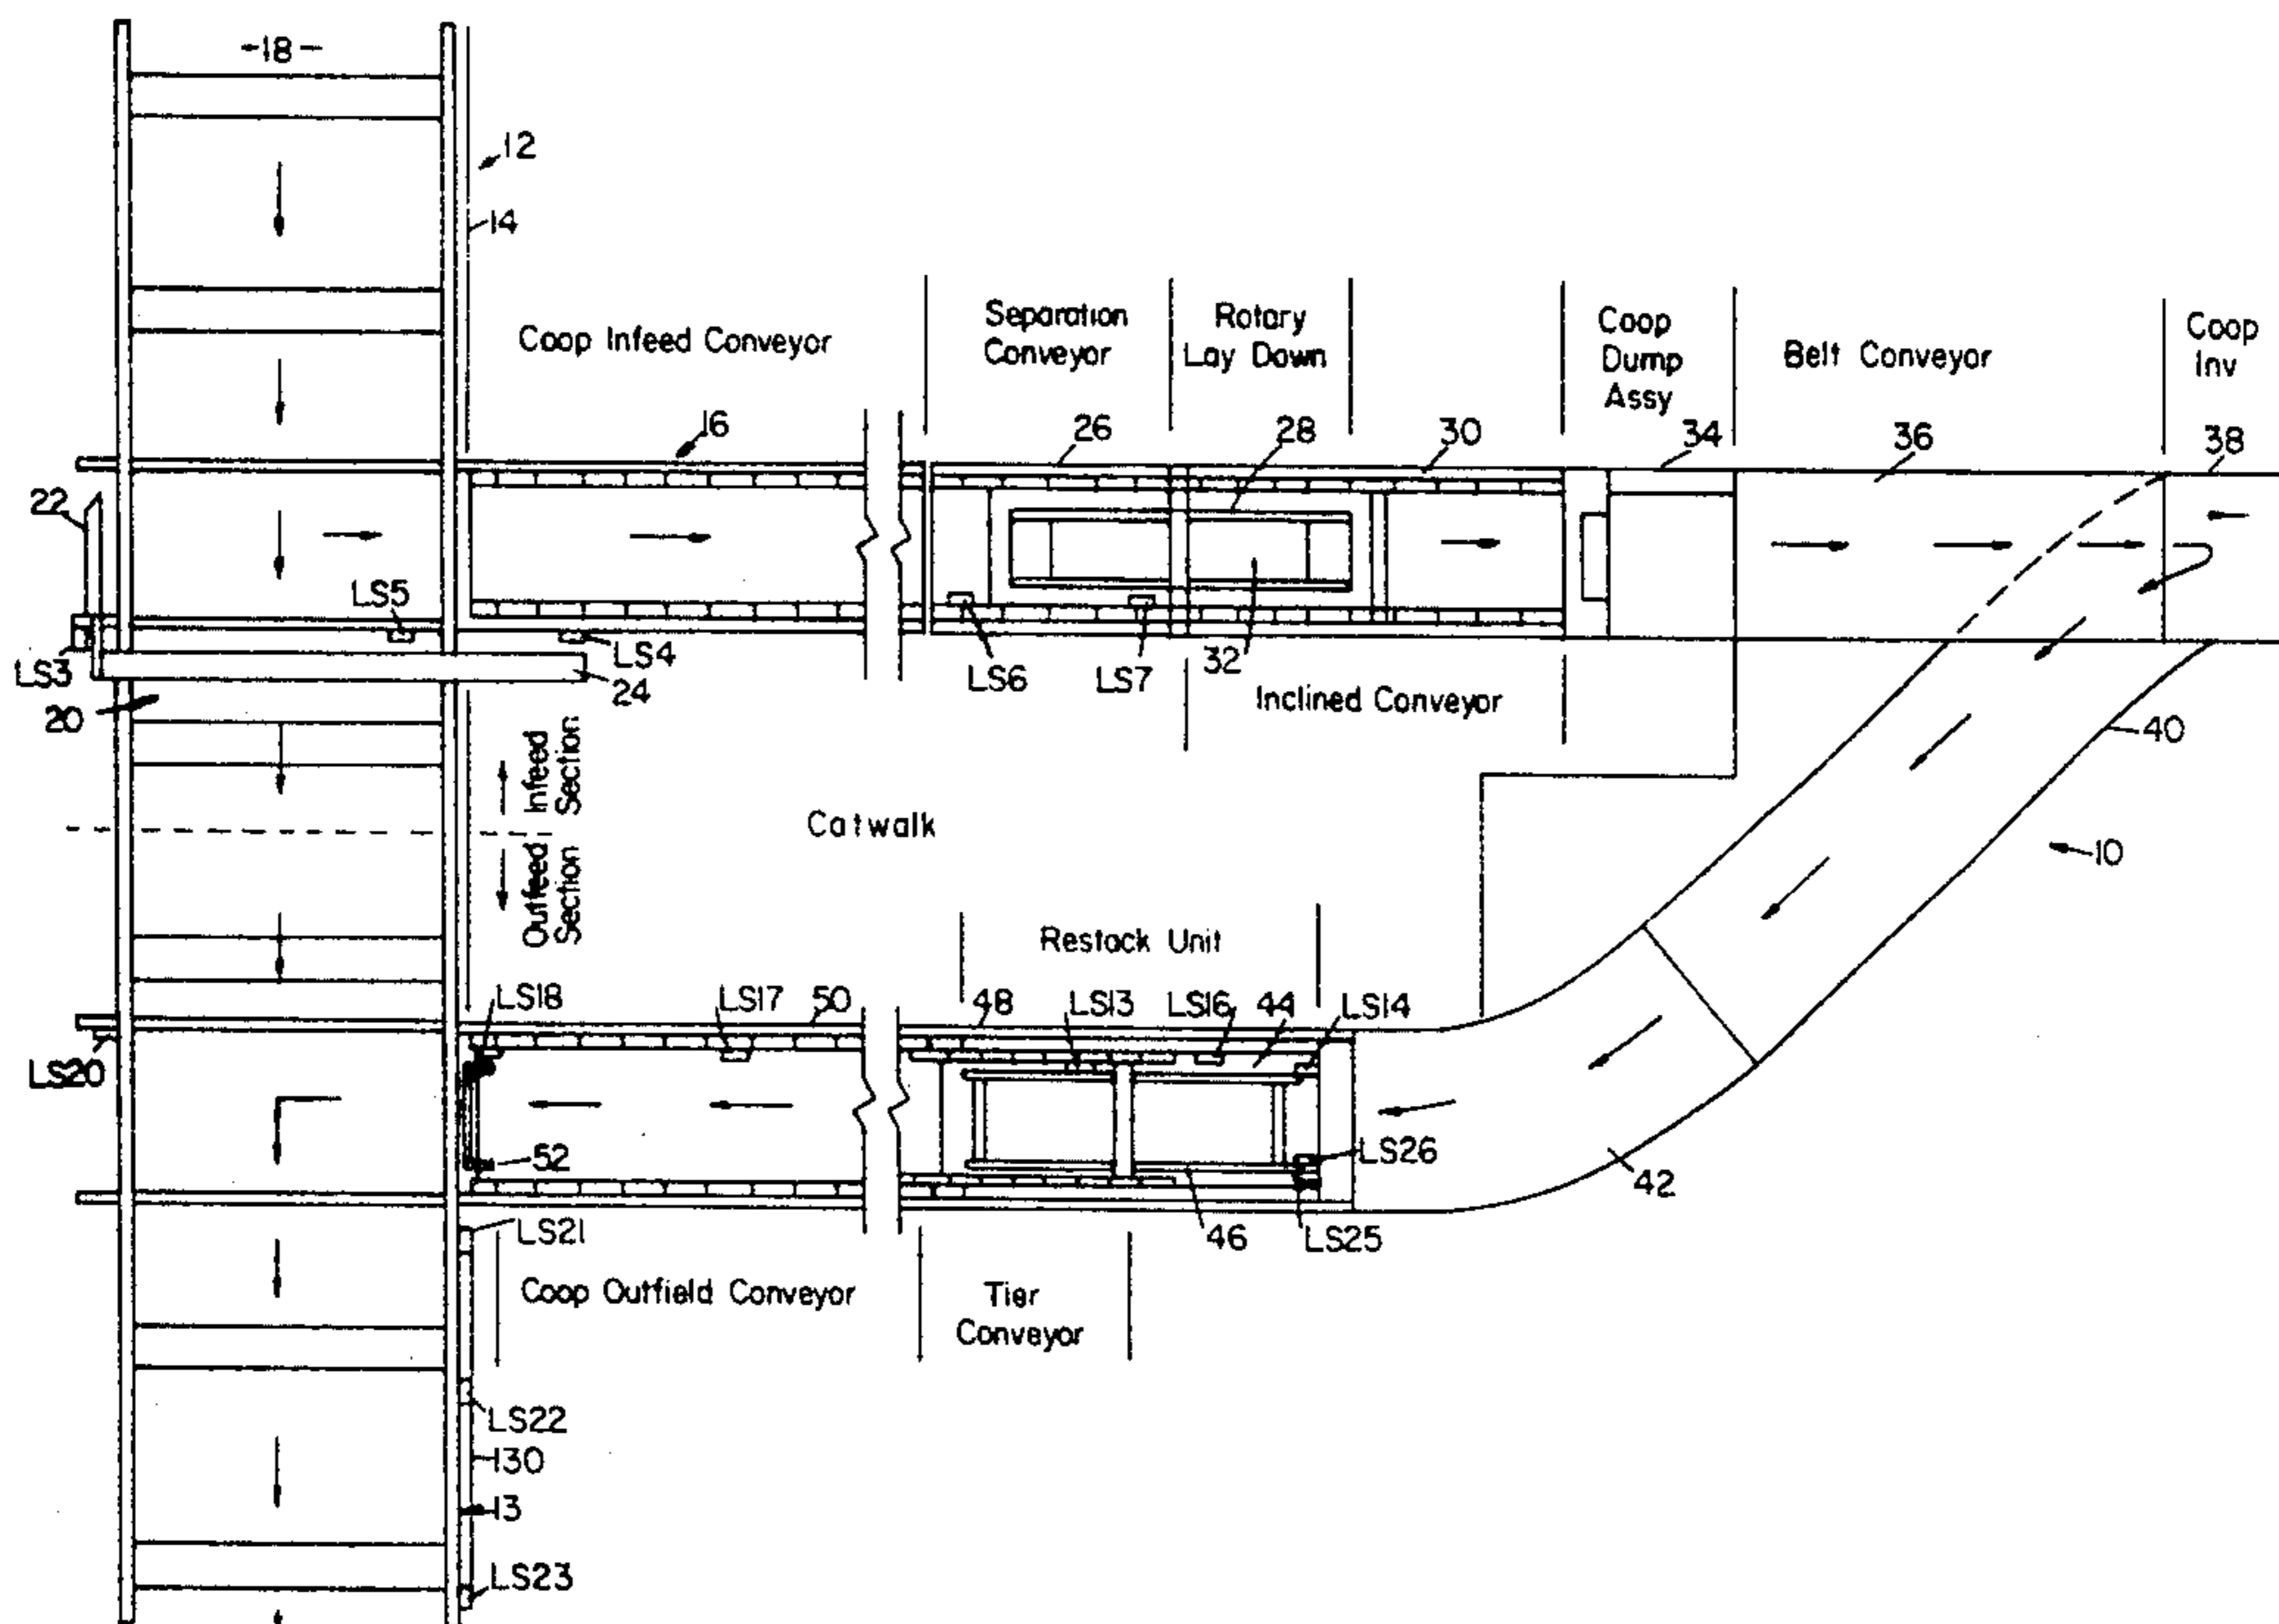 -18-
12
14
Coop Infeed Conveyor
Separation
Conveyor
Rotary
Lay Down
Coop
Dump
Assy
Belt Conveyor
Coop
Inv
16
26
28
30
34
36
38
22
LS5
LS3
LS4
24
LS6
LS7
32
20
Inclined Conveyor
40
Infeed
Section
Outfeed
Section
Catwalk
10
Restack Unit
LS18
LS17
50
48
LS13
LS16
44
LS14
LS20
52
LS26
42
LS21
46
LS25
Coop Outfield Conveyor
Tier
Conveyor
LS22
130
13
LS23